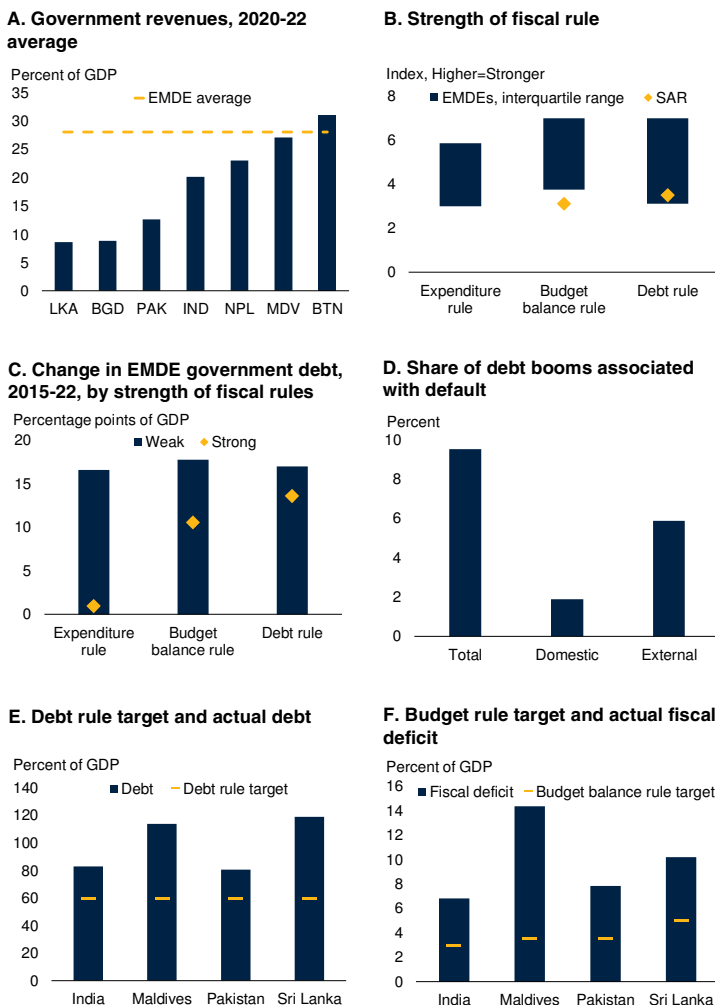 A. Government revenues, 2020-22
average
Percent of GDP
35
30
25
20
15
10
5
0
EMDE average
LKA BGD PAK IND NPL MDV BTN
B. Strength of fiscal rule
Index, Higher=Stronger
8
6
4
2
0
EMDEs, interquartile range SAR
Expenditure
rule
Budget
balance rule
Debt rule
C. Change in EMDE government debt,
2015-22, by strength of fiscal rules
Percentage points of GDP
20
15
10
5
0
Weak Strong
Expenditure
rule
Budget
balance rule
Debt rule
D. Share of debt booms associated
with default
Percent
10
8
6
4
2
0
Total Domestic External
E. Debt rule target and actual debt
Percent of GDP
140
120
100
80
60
40
20
0
Debt Debt rule target
India Maldives Pakistan Sri Lanka
F. Budget rule target and actual fiscal
deficit
Percent of GDP
16
14
12
10
8
6
4
2
0
Fiscal deficit Budget balance rule target
India Maldives Pakistan Sri Lanka